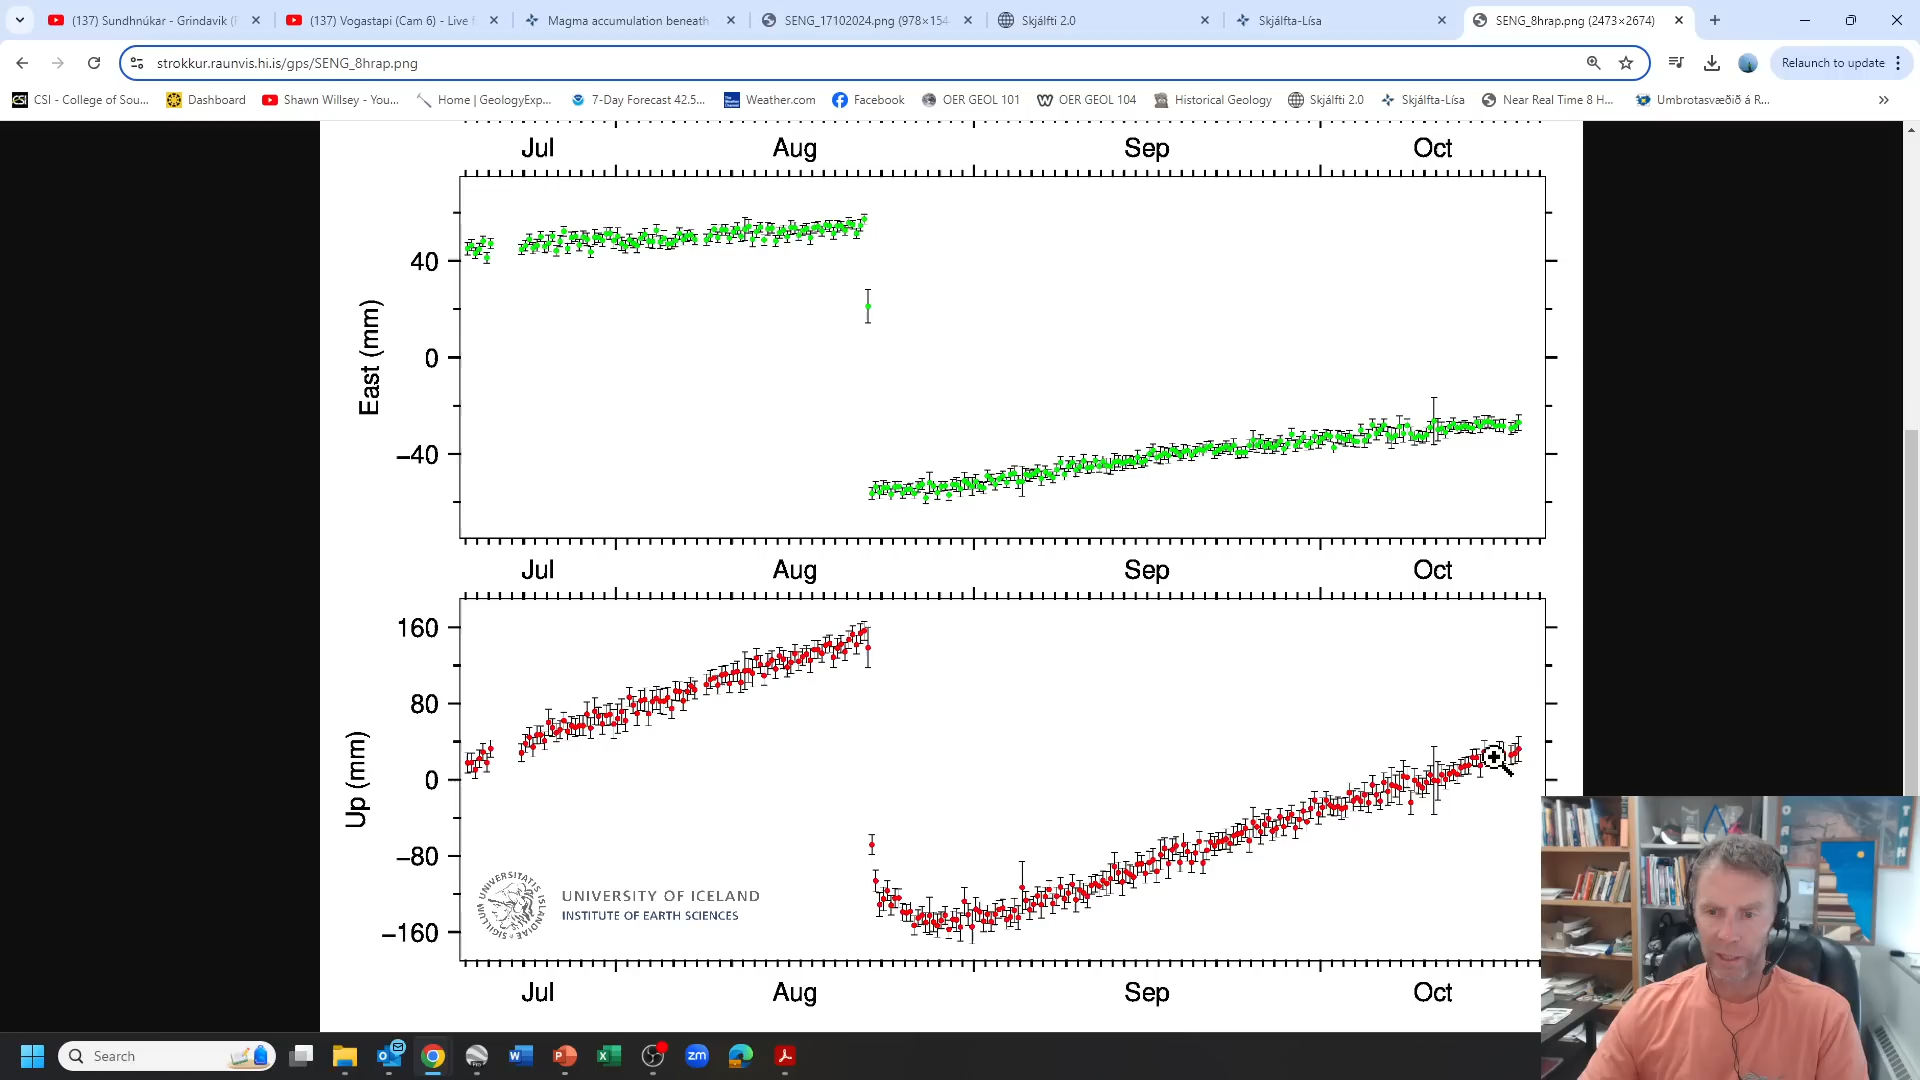 (137) Sundhnúkar - Grindavik (
(137) Vogastapi (Cam 6) - Live f
Magma accumulation beneath
SENG_17102024.png (978×154
Skjálfti 2.0
Skjálfta-Lísa
SENG_8hrap.png (2473×2674)
strokkur.raunvis.hi.is/gps/SENG_8hrap.png
Relaunch to update
CSI - College of Sou...
Dashboard
Shawn Willsey - You...
Home | GeologyExp...
7-Day Forecast 42.5...
Weather.com
Facebook
OER GEOL 101
OER GEOL 104
Historical Geology
Skjálfti 2.0
Skjálfta-Lísa
Near Real Time 8 H...
Umbrotasvæðið á R...
Jul Aug Sep Oct
East (mm)
40
0
−40
Jul Aug Sep Oct
Up (mm)
160
80
0
−80
−160
UNIVERSITY OF ICELAND
INSTITUTE OF EARTH SCIENCES
Jul Aug Sep Oct
Search